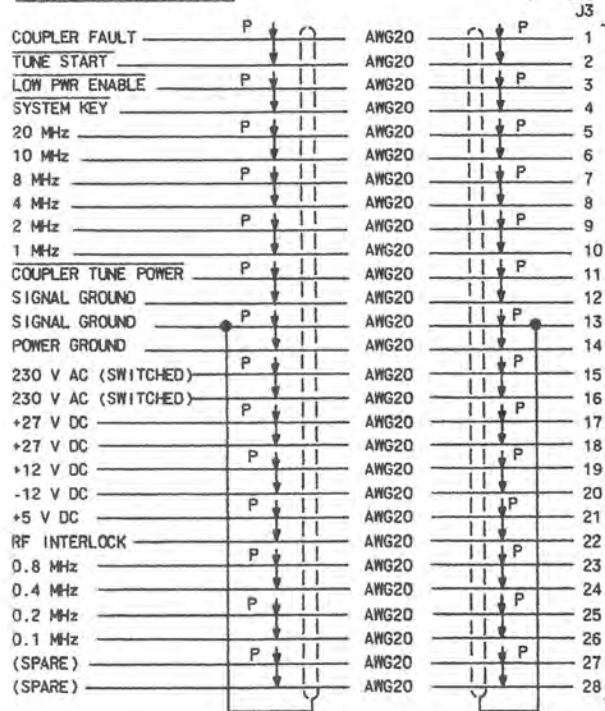 J3
COUPLER FAULT P AWG20 P 1
TUNE START AWG20 2
LOW PWR ENABLE P AWG20 P 3
SYSTEM KEY AWG20 4
20 MHz P AWG20 P 5
10 MHz AWG20 6
8 MHz P AWG20 P 7
4 MHz AWG20 8
2 MHz P AWG20 P 9
1 MHz AWG20 10
COUPLER TUNE POWER P AWG20 P 11
SIGNAL GROUND AWG20 12
SIGNAL GROUND P AWG20 P 13
POWER GROUND AWG20 14
230 V AC (SWITCHED) P AWG20 P 15
230 V AC (SWITCHED) AWG20 16
+27 V DC P AWG20 P 17
+27 V DC AWG20 18
+12 V DC P AWG20 P 19
-12 V DC AWG20 20
+5 V DC P AWG20 P 21
RF INTERLOCK AWG20 22
0.8 MHz P AWG20 P 23
0.4 MHz AWG20 24
0.2 MHz P AWG20 P 25
0.1 MHz AWG20 26
(SPARE) P AWG20 P 27
(SPARE) AWG20 28